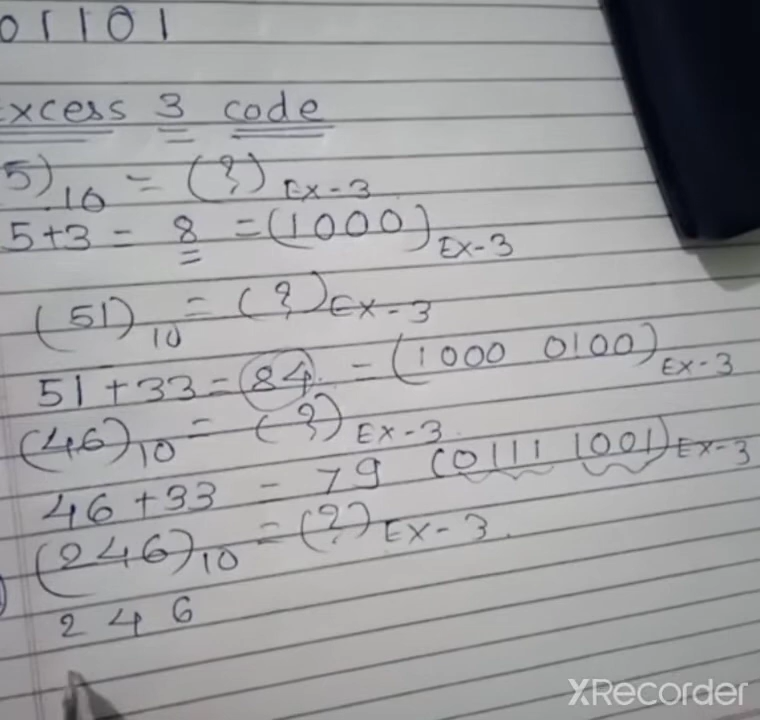 01101
Excess 3 code
5)10 = (?)Ex-3
5+3 = 8 = (1000)Ex-3
(51)10 = (?)Ex-3
51+33 = 84 = (1000 0100)Ex-3
(46)10 = (?)Ex-3
46+33 = 79 (0111 1001)Ex-3
(246)10 = (?)Ex-3.
2 4 6
XRecorder